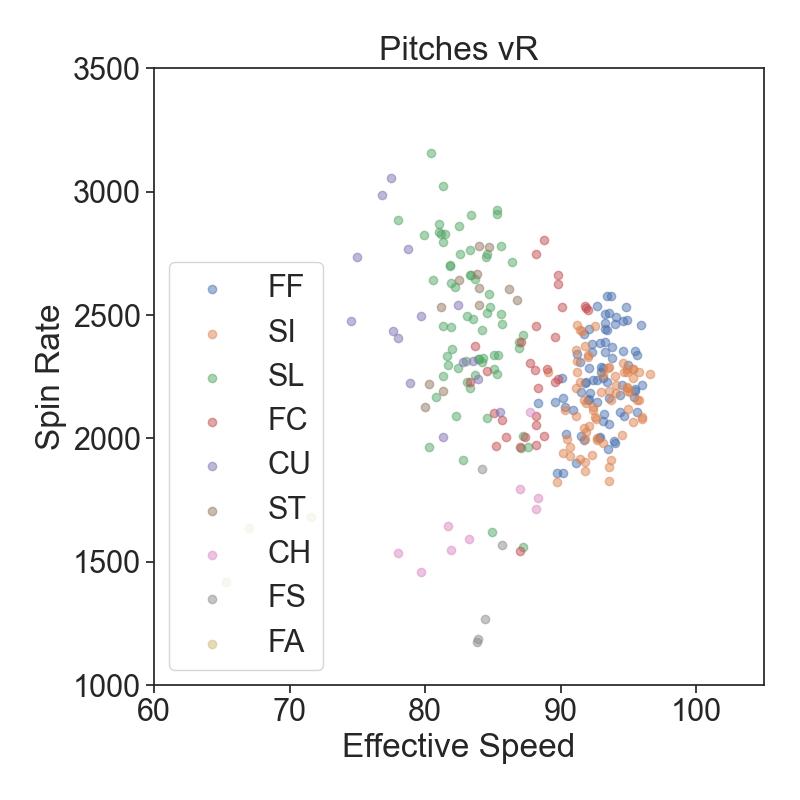 Pitches vR
3500
3000
2500
2000
1500
1000
Spin Rate
FF
SI
SL
FC
CU
ST
CH
FS
FA
60 70 80 90 100
Effective Speed